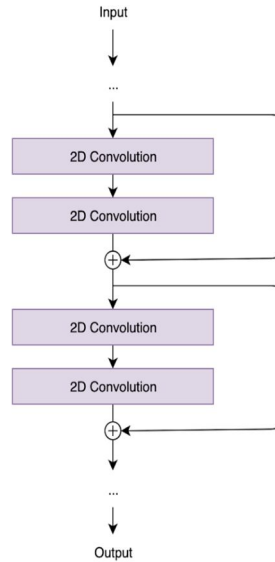 Input
...
2D Convolution
2D Convolution
+
2D Convolution
2D Convolution
+
...
Output